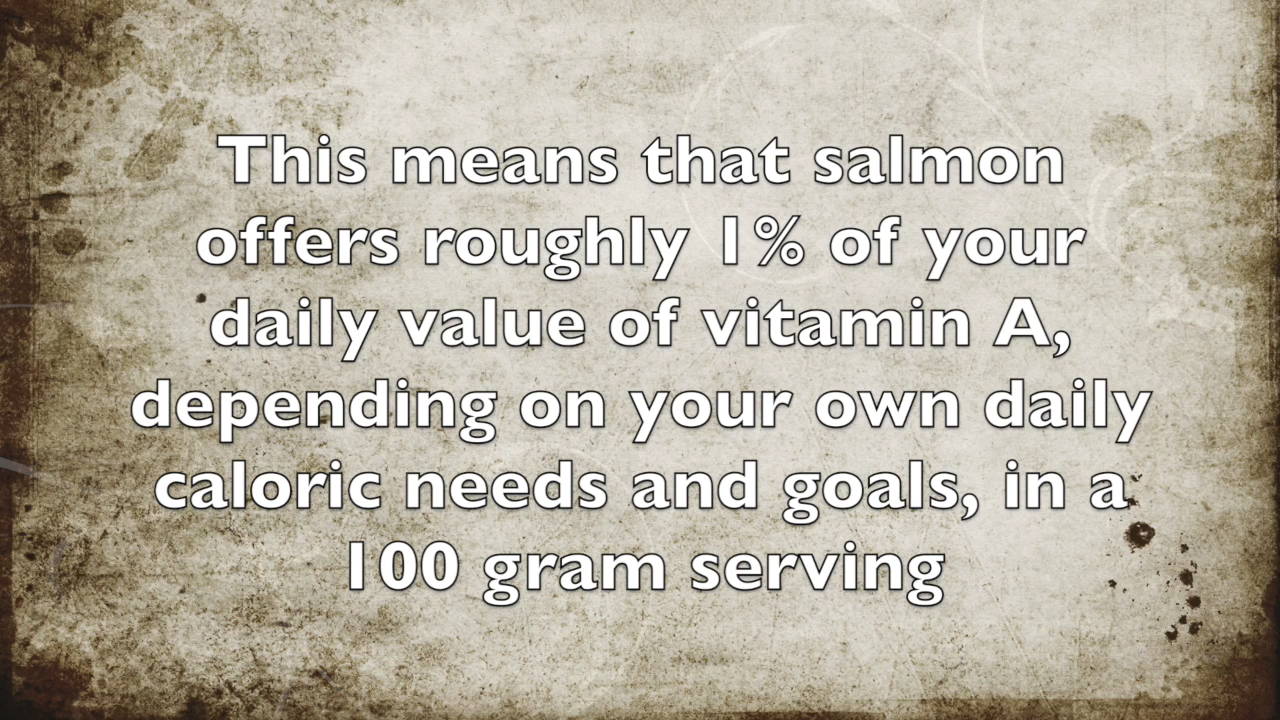 This means that salmon
offers roughly 1% of your
daily value of vitamin A,
depending on your own daily
caloric needs and goals, in a
100 gram serving